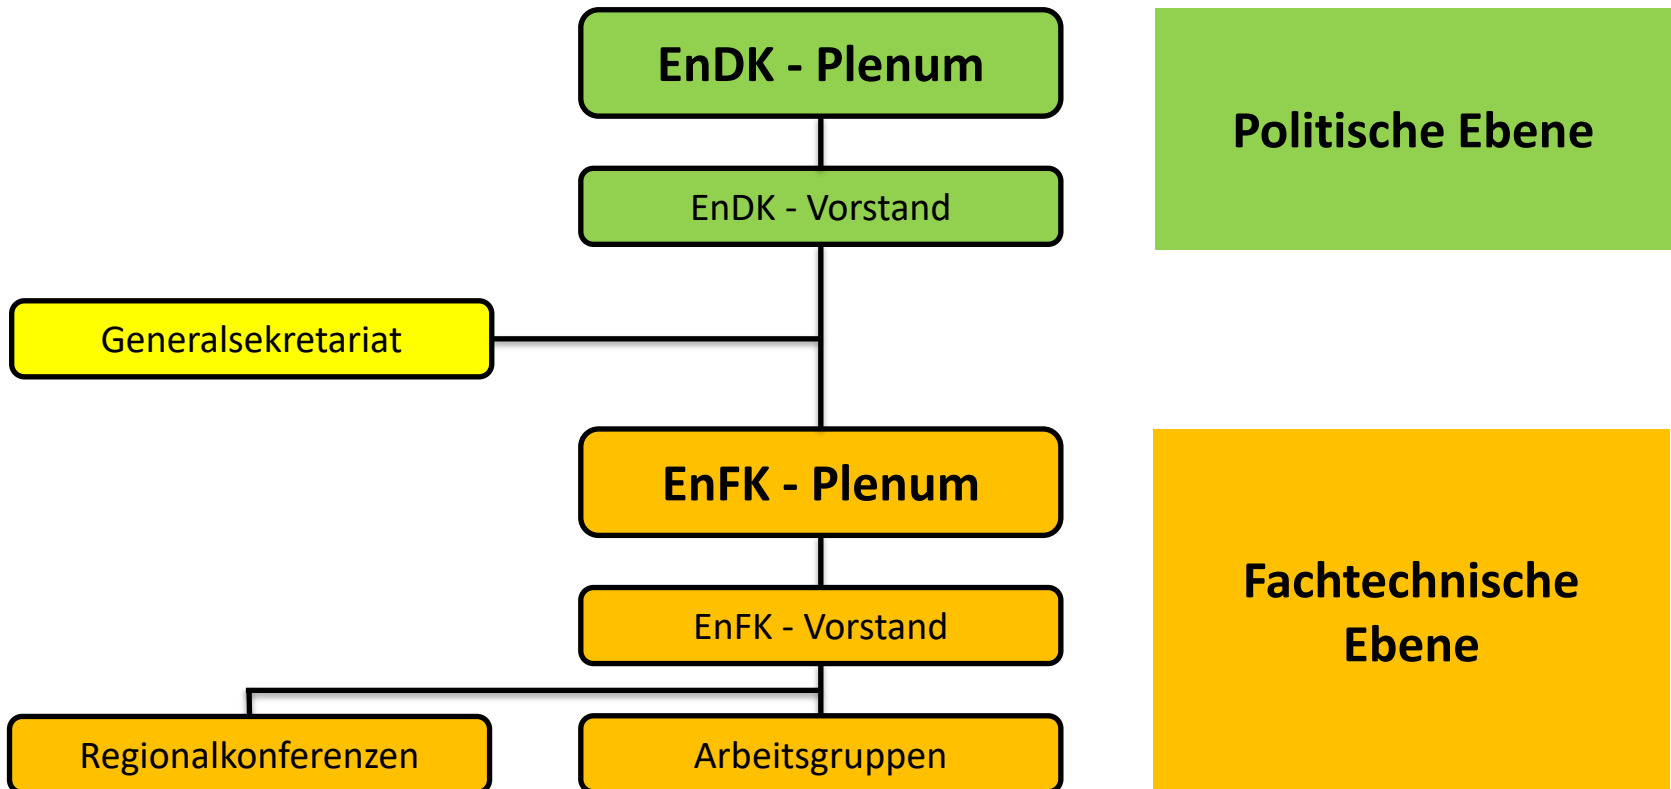 EnDK - Plenum
Politische Ebene
EnDK - Vorstand
Generalsekretariat
EnFK - Plenum
Fachtechnische
Ebene
EnFK - Vorstand
Regionalkonferenzen
Arbeitsgruppen